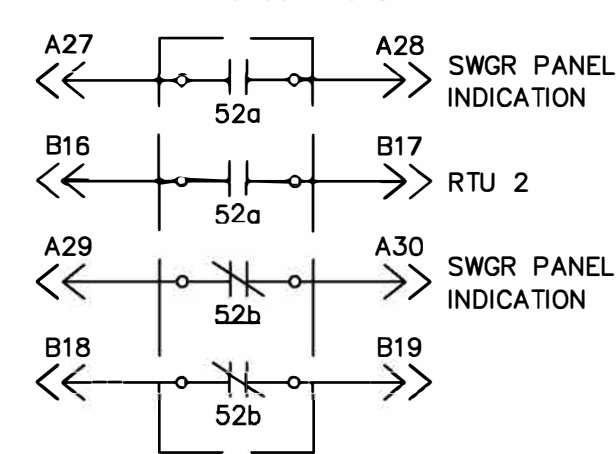 A27 A28 SWGR PANEL
INDICATION
52a
B16 B17 RTU 2
52a
A29 A30 SWGR PANEL
INDICATION
52b
B18 B19
52b